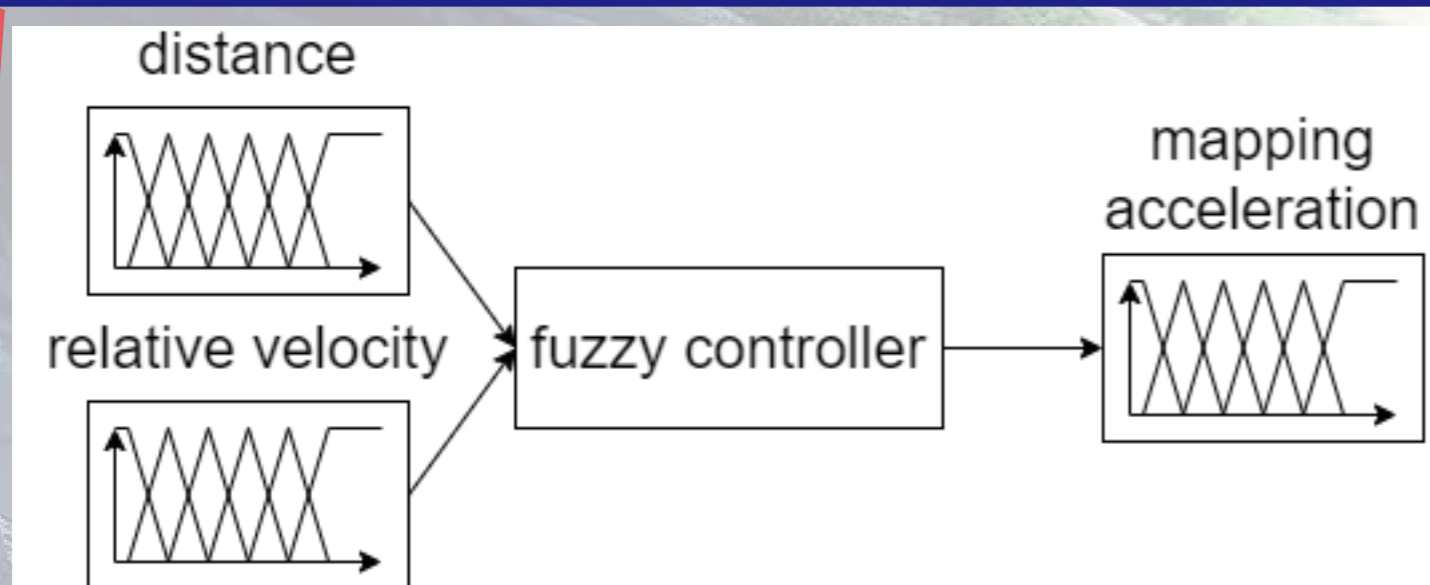 distance
relative velocity
fuzzy controller
mapping
acceleration